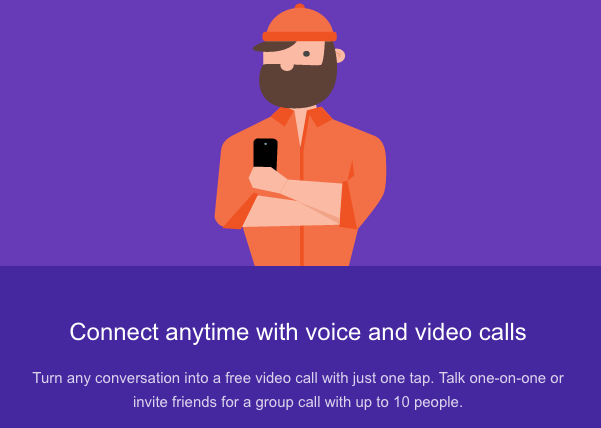 Connect anytime with voice and video calls
Turn any conversation into a free video call with just one tap. Talk one-on-one or
invite friends for a group call with up to 10 people.